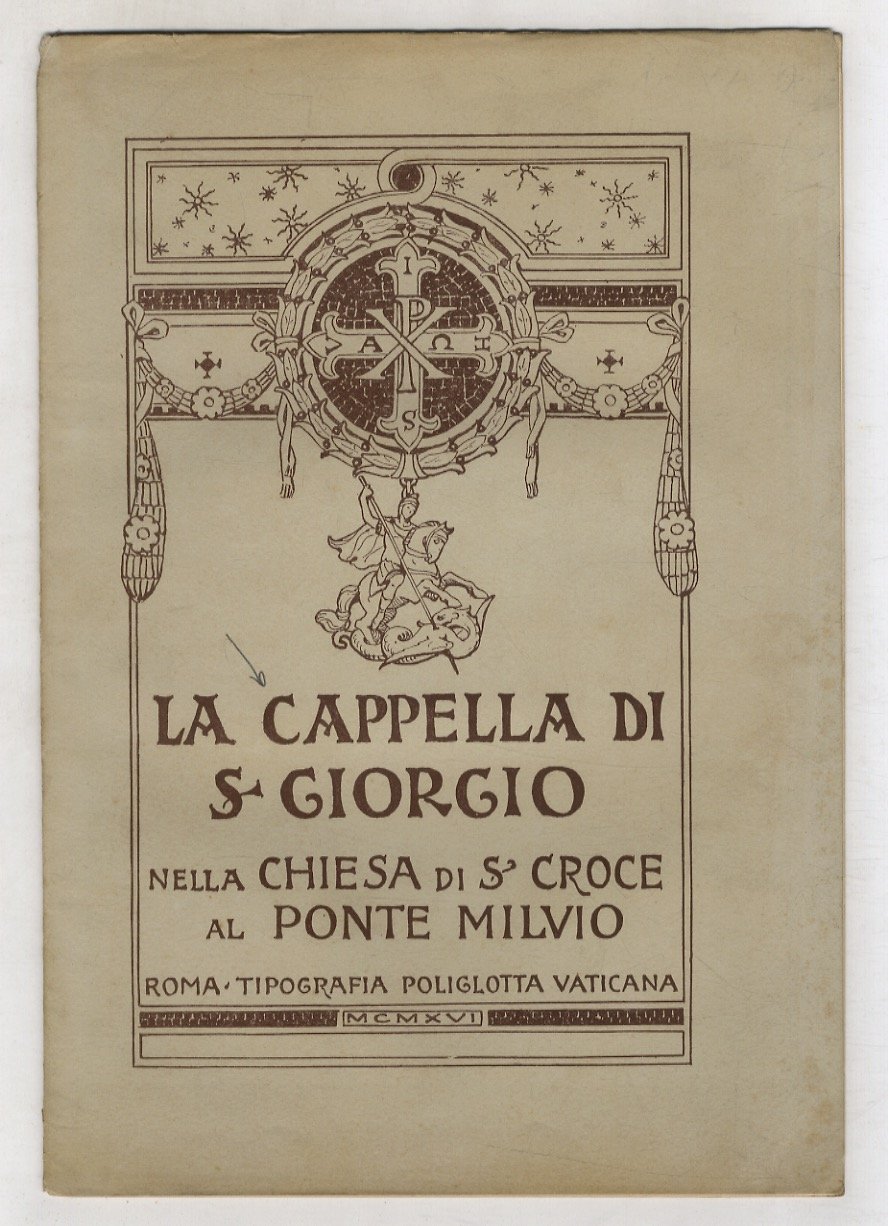 I
P
V A Ω I
S
LA CAPPELLA DI
S· GIORGIO
NELLA CHIESA DI S· CROCE
AL PONTE MILVIO
ROMA· TIPOGRAFIA POLIGLOTTA VATICANA
MCMXVI